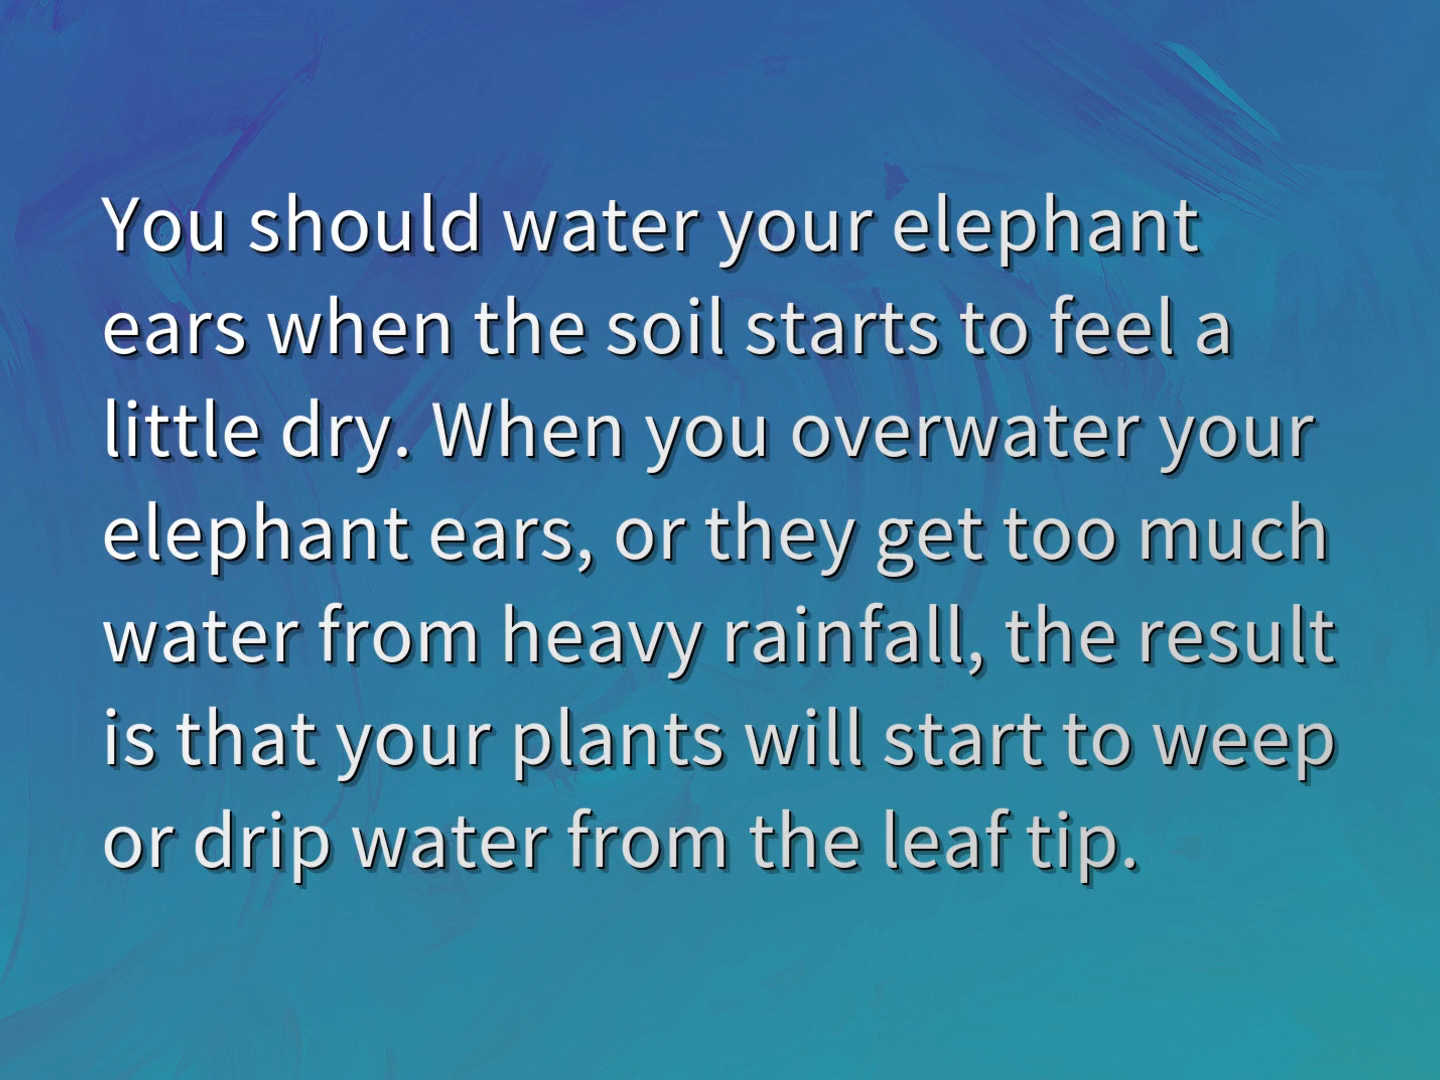 You should water your elephant
ears when the soil starts to feel a
little dry. When you overwater your
elephant ears, or they get too much
water from heavy rainfall, the result
is that your plants will start to weep
or drip water from the leaf tip.